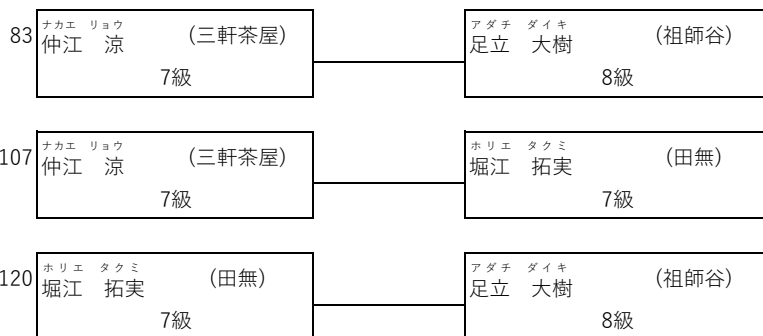 83
ナカエ リョウ
仲江 涼 (三軒茶屋)
7級
アダチ ダイキ
足立 大樹 (祖師谷)
8級
107
ナカエ リョウ
仲江 涼 (三軒茶屋)
7級
ホリエ タクミ
堀江 拓実 (田無)
7級
120
ホリエ タクミ
堀江 拓実 (田無)
7級
アダチ ダイキ
足立 大樹 (祖師谷)
8級